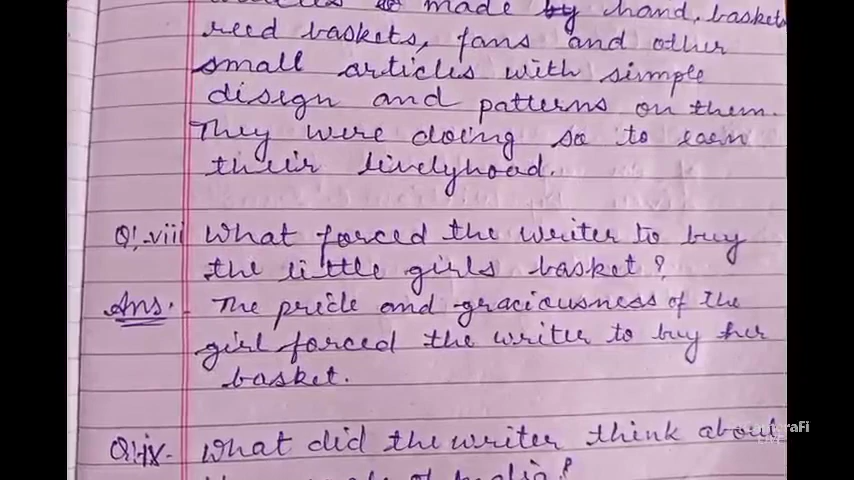 made by hand, baskets
reed baskets, fans and other
small articles with simple
disign and patterns on them.
They were doing so to earn
their livelyhood.
Q:-viii What forced the writer to buy
the little girls basket?
Ans:- The pride and graciousness of the
girl forced the writer to buy her
basket.
Q:-ix- What did the writer think about
of India?